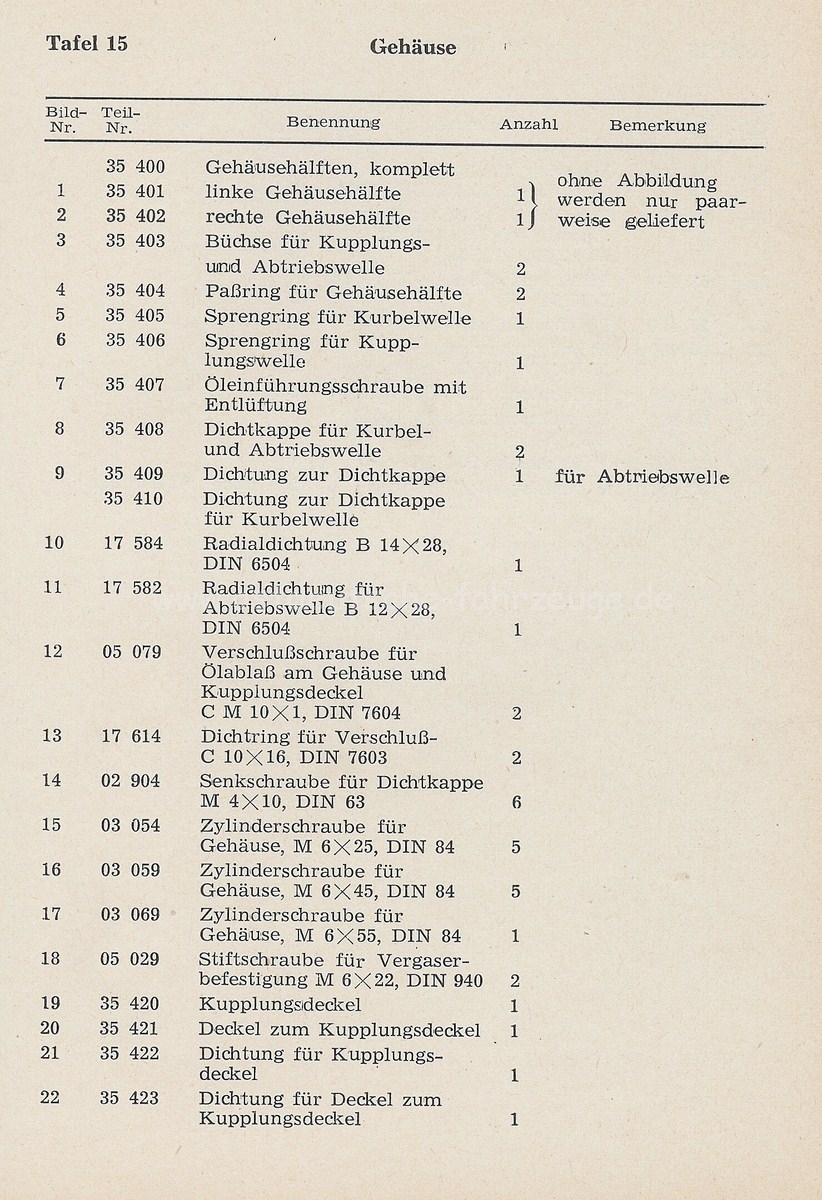 Tafel 15 Gehäuse
Bild-Nr. Teil-Nr. Benennung Anzahl Bemerkung
35 400 Gehäusehälften, komplett
ohne Abbildung
1 35 401 linke Gehäusehälfte 1 werden nur paar-
2 35 402 rechte Gehäusehälfte 1 weise geliefert
3 35 403 Büchse für Kupplungs-
und Abtriebswelle 2
4 35 404 Paßring für Gehäusehälfte 2
5 35 405 Sprengring für Kurbelwelle 1
6 35 406 Sprengring für Kupp-
lungswelle 1
7 35 407 Öleinführungsschraube mit
Entlüftung 1
8 35 408 Dichtkappe für Kurbel-
und Abtriebswelle 2
9 35 409 Dichtung zur Dichtkappe 1 für Abtriebswelle
35 410 Dichtung zur Dichtkappe
für Kurbelwelle
10 17 584 Radialdichtung B 14×28,
DIN 6504 1
11 17 582 Radialdichtung für
Abtriebswelle B 12×28,
DIN 6504 1
12 05 079 Verschlußschraube für
Ölablaß am Gehäuse und
Kupplungsdeckel
C M 10×1, DIN 7604 2
13 17 614 Dichtring für Verschluß-
C 10×16, DIN 7603 2
14 02 904 Senkschraube für Dichtkappe
M 4×10, DIN 63 6
15 03 054 Zylinderschraube für
Gehäuse, M 6×25, DIN 84 5
16 03 059 Zylinderschraube für
Gehäuse, M 6×45, DIN 84 5
17 03 069 Zylinderschraube für
Gehäuse, M 6×55, DIN 84 1
18 05 029 Stiftschraube für Vergaser-
befestigung M 6×22, DIN 940 2
19 35 420 Kupplungsdeckel 1
20 35 421 Deckel zum Kupplungsdeckel 1
21 35 422 Dichtung für Kupplungs-
deckel 1
22 35 423 Dichtung für Deckel zum
Kupplungsdeckel 1